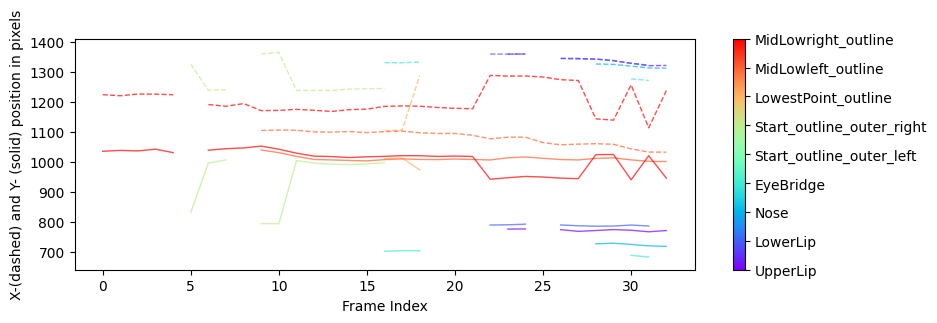 X-(dashed) and Y- (solid) position in pixels
1400
1300
1200
1100
1000
900
800
700
0 5 10 15 20 25 30
Frame Index
MidLowright_outline
MidLowleft_outline
LowestPoint_outline
Start_outline_outer_right
Start_outline_outer_left
EyeBridge
Nose
LowerLip
UpperLip